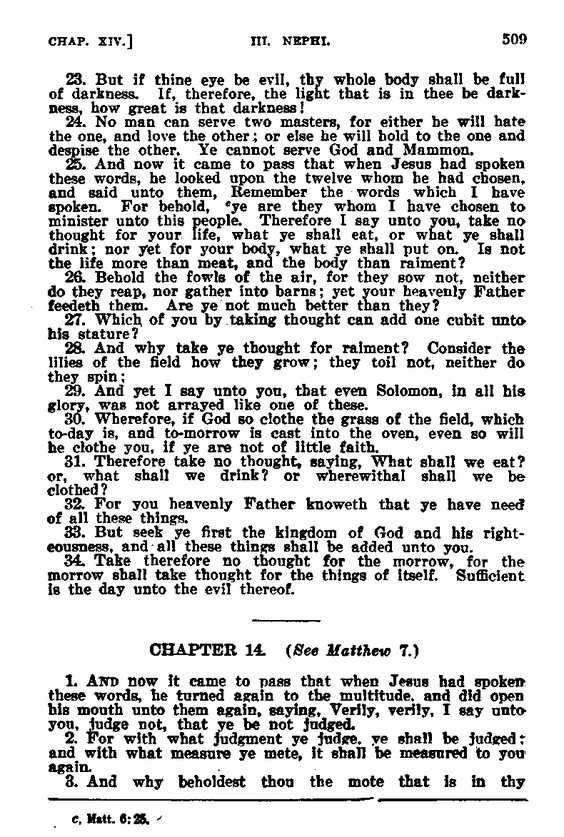 CHAP. XIV.] III. NEPHI. 509
23. But if thine eye be evil, thy whole body shall be full
of darkness. If, therefore, the light that is in thee be dark-
ness, how great is that darkness!
24. No man can serve two masters, for either he will hate
the one, and love the other; or else he will hold to the one and
despise the other. Ye cannot serve God and Mammon.
25. And now it came to pass that when Jesus had spoken
these words, he looked upon the twelve whom he had chosen,
and said unto them, Remember the words which I have
spoken. For behold, cye are they whom I have chosen to
minister unto this people. Therefore I say unto you, take no
thought for your life, what ye shall eat, or what ye shall
drink; nor yet for your body, what ye shall put on. Is not
the life more than meat, and the body than raiment?
26. Behold the fowls of the air, for they sow not, neither
do they reap, nor gather into barns; yet your heavenly Father
feedeth them. Are ye not much better than they?
27. Which of you by taking thought can add one cubit unto
his stature?
28. And why take ye thought for raiment? Consider the
lilies of the field how they grow; they toil not, neither do
they spin;
29. And yet I say unto you, that even Solomon, in all his
glory, was not arrayed like one of these.
30. Wherefore, if God so clothe the grass of the field, which
to-day is, and to-morrow is cast into the oven, even so will
he clothe you, if ye are not of little faith.
31. Therefore take no thought, saying, What shall we eat?
or, what shall we drink? or wherewithal shall we be
clothed?
32. For you heavenly Father knoweth that ye have need
of all these things.
33. But seek ye first the kingdom of God and his right-
eousness, and all these things shall be added unto you.
34. Take therefore no thought for the morrow, for the
morrow shall take thought for the things of itself. Sufficient
is the day unto the evil thereof.
CHAPTER 14. (See Matthew 7.)
1. AND now it came to pass that when Jesus had spoken
these words, he turned again to the multitude, and did open
his mouth unto them again, saying, Verily, verily, I say unto
you, judge not, that ye be not judged.
2. For with what judgment ye judge, ye shall be judged;
and with what measure ye mete, it shall be measured to you
again.
3. And why beholdest thou the mote that is in thy
c, Matt. 6:25.